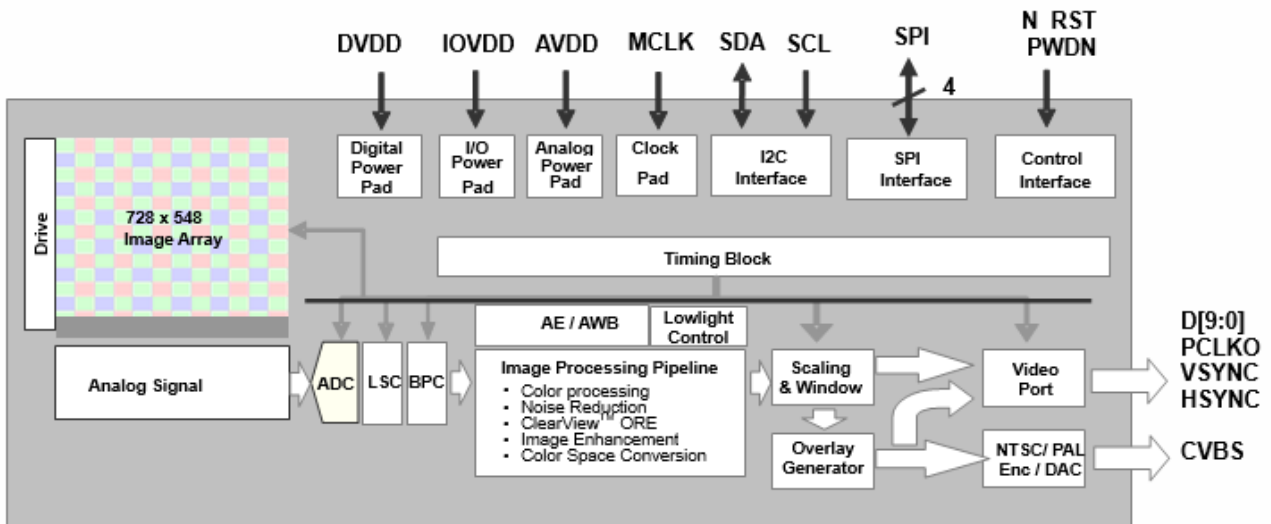 DVDD IOVDD AVDD MCLK SDA SCL SPI N RST
PWDN
4
Digital
Power
Pad
I/O
Power
Pad
Analog
Power
Pad
Clock
Pad
I2C
Interface
SPI
Interface
Control
Interface
Drive
728 x 548
Image Array
Timing Block
AE / AWB
Lowlight
Control
Analog Signal
ADC
LSC
BPC
Image Processing Pipeline
• Color processing
• Noise Reduction
• ClearView™ ORE
• Image Enhancement
• Color Space Conversion
Scaling
& Window
Overlay
Generator
Video
Port
NTSC/ PAL
Enc / DAC
D[9:0]
PCLKO
VSYNC
HSYNC
CVBS